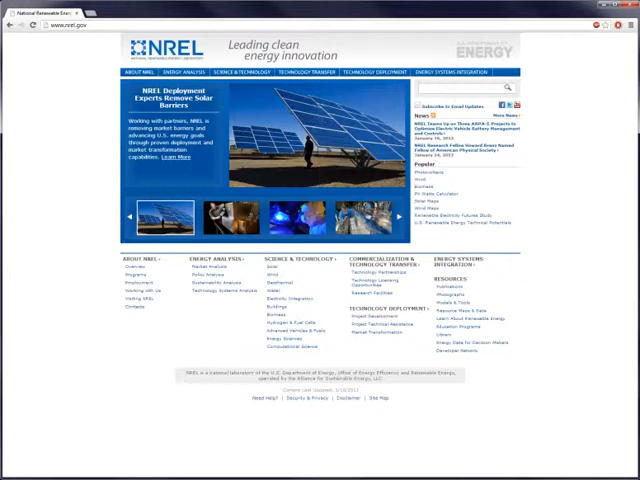 National Renewable Energ
www.nrel.gov
NREL
NATIONAL RENEWABLE ENERGY LABORATORY
Leading clean
energy innovation
U.S. DEPARTMENT OF
ENERGY
ABOUT NREL
ENERGY ANALYSIS
SCIENCE & TECHNOLOGY
TECHNOLOGY TRANSFER
TECHNOLOGY DEPLOYMENT
ENERGY SYSTEMS INTEGRATION
NREL Deployment
Experts Remove Solar
Barriers
Working with partners, NREL is
removing market barriers and
advancing U.S. energy goals
through proven deployment and
market transformation
capabilities. Learn More
Subscribe to Email Updates
News
More News
NREL Teams Up on Three ARPA-E Projects to
Optimize Electric Vehicle Battery Management
and Controls
January 16, 2013
NREL Research Fellow Howard Branz Named
Fellow of American Physical Society
January 14, 2013
Popular
Photovoltaics
Wind
Biomass
PV Watts Calculator
Solar Maps
Wind Maps
Renewable Electricity Futures Study
U.S. Renewable Energy Technical Potentials
ABOUT NREL
Overview
Programs
Employment
Working with Us
Visiting NREL
Contacts
ENERGY ANALYSIS
Market Analysis
Policy Analysis
Sustainability Analysis
Technology Systems Analysis
SCIENCE & TECHNOLOGY
Solar
Wind
Geothermal
Water
Electricity Integration
Buildings
Biomass
Hydrogen & Fuel Cells
Advanced Vehicles & Fuels
Energy Sciences
Computational Science
COMMERCIALIZATION &
TECHNOLOGY TRANSFER
Technology Partnerships
Technology Licensing
Opportunities
Research Facilities
TECHNOLOGY DEPLOYMENT
Project Development
Project Technical Assistance
Market Transformation
ENERGY SYSTEMS
INTEGRATION
RESOURCES
Publications
Photographs
Models & Tools
Resource Maps & Data
Learn About Renewable Energy
Education Programs
Library
Energy Data for Decision Makers
Developer Network
NREL is a national laboratory of the U.S. Department of Energy, Office of Energy Efficiency and Renewable Energy,
operated by the Alliance for Sustainable Energy, LLC.
Content Last Updated:
Need Help? | Security & Privacy | Disclaimer | Site Map